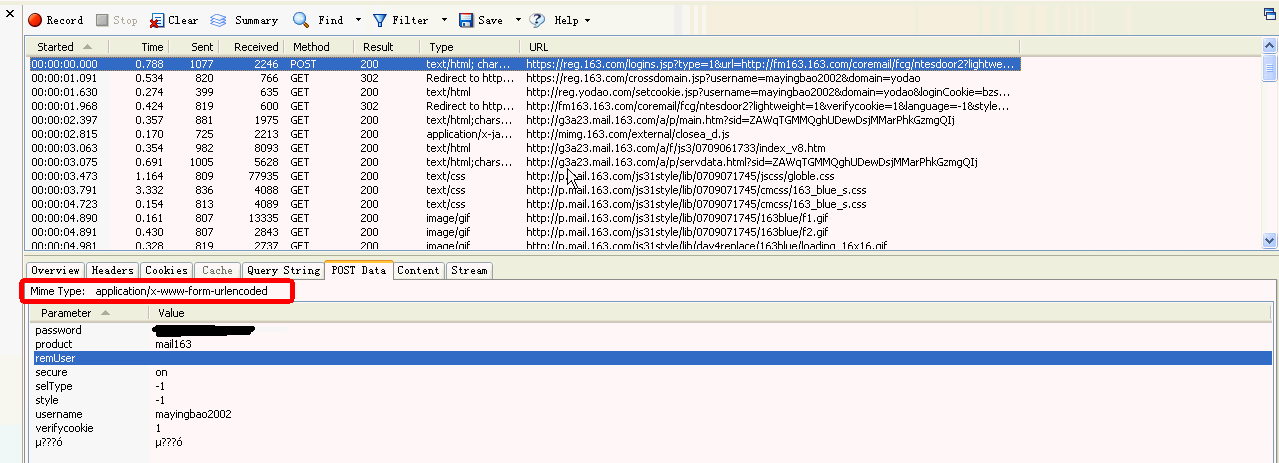 Record Stop Clear Summary Find Filter Save Help
Started Time Sent Received Method Result Type URL
00:00:00.000 0.788 1077 2246 POST 200 text/html; char... https://reg.163.com/logins.jsp?type=1&url=http://fm163.163.com/coremail/fcg/ntesdoor2?lightwe...
00:00:01.091 0.534 820 766 GET 302 Redirect to http... http://reg.163.com/crossdomain.jsp?username=mayingbao2002&domain=yodao
00:00:01.630 0.274 399 635 GET 200 text/html http://reg.yodao.com/setcookie.jsp?username=mayingbao2002&domain=yodao&loginCookie=bzs...
00:00:01.968 0.424 819 600 GET 302 Redirect to http... http://fm163.163.com/coremail/fcg/ntesdoor2?lightweight=1&verifycookie=1&language=-1&style...
00:00:02.397 0.357 881 1975 GET 200 text/html;chars... http://g3a23.mail.163.com/a/p/main.htm?sid=ZAWqTGMMQghUDewDsjMMarPhkGzmgQIj
00:00:02.815 0.170 725 2213 GET 200 application/x-ja... http://mimg.163.com/external/closea_d.js
00:00:03.063 0.354 982 8093 GET 200 text/html http://g3a23.mail.163.com/a/f/js3/0709061733/index_v8.htm
00:00:03.075 0.691 1005 5628 GET 200 text/html;chars... http://g3a23.mail.163.com/a/p/servdata.html?sid=ZAWqTGMMQghUDewDsjMMarPhkGzmgQIj
00:00:03.473 1.164 809 77935 GET 200 text/css http://p.mail.163.com/js31style/lib/0709071745/jscss/globle.css
00:00:03.791 3.332 836 4088 GET 200 text/css http://p.mail.163.com/js31style/lib/0709071745/cmcss/163_blue_s.css
00:00:04.723 0.154 813 4089 GET 200 text/css http://p.mail.163.com/js31style/lib/0709071745/cmcss/163_blue_s.css
00:00:04.890 0.161 807 13335 GET 200 image/gif http://p.mail.163.com/js31style/lib/0709071745/163blue/f1.gif
00:00:04.891 0.430 807 2843 GET 200 image/gif http://p.mail.163.com/js31style/lib/0709071745/163blue/f2.gif
00:00:04.981 0.328 819 2737 GET 200 image/gif http://p.mail.163.com/js31style/lib/day4replace/163blue/loading_16x16.gif
Overview Headers Cookies Cache Query String POST Data Content Stream
Mime Type: application/x-www-form-urlencoded
Parameter Value
password
product mail163
remUser
secure on
selType -1
style -1
username mayingbao2002
verifycookie 1
µ???ó µ???ó